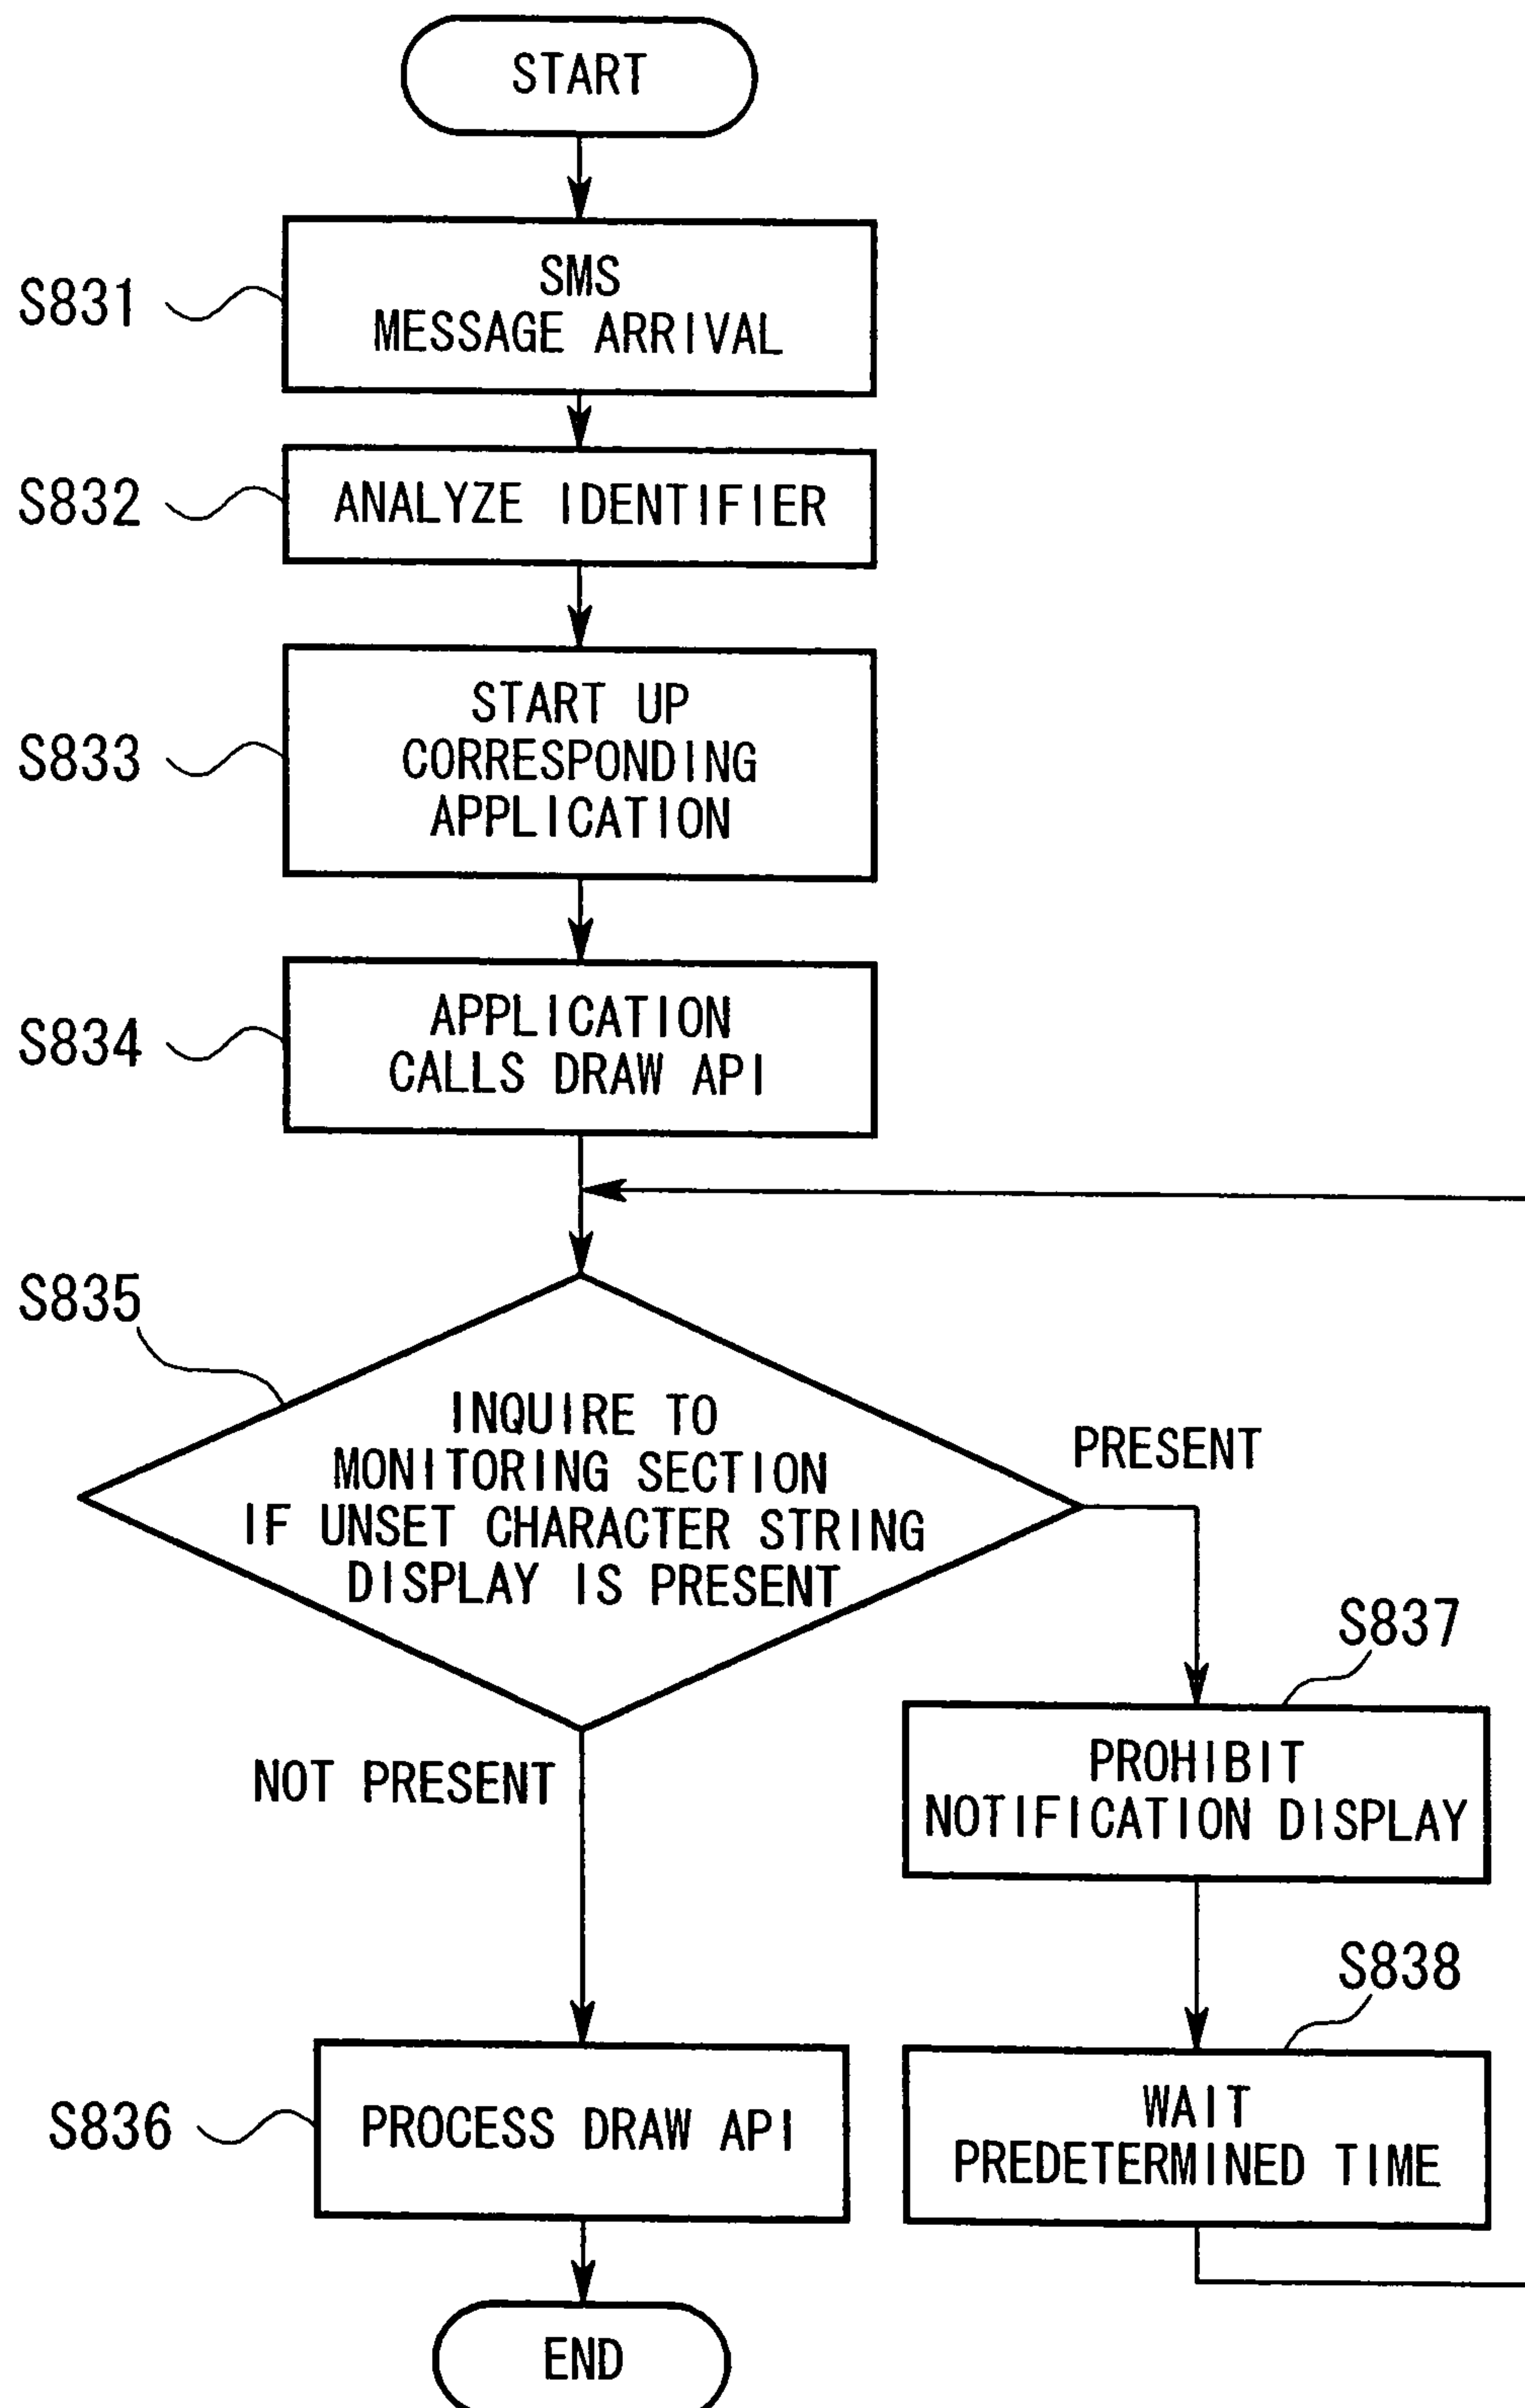 START
S831
SMS
MESSAGE ARRIVAL
S832
ANALYZE IDENTIFIER
S833
START UP
CORRESPONDING
APPLICATION
S834
APPLICATION
CALLS DRAW API
S835
INQUIRE TO
MONITORING SECTION
IF UNSET CHARACTER STRING
DISPLAY IS PRESENT
PRESENT
NOT PRESENT
S837
PROHIBIT
NOTIFICATION DISPLAY
S838
WAIT
PREDETERMINED TIME
S836
PROCESS DRAW API
END